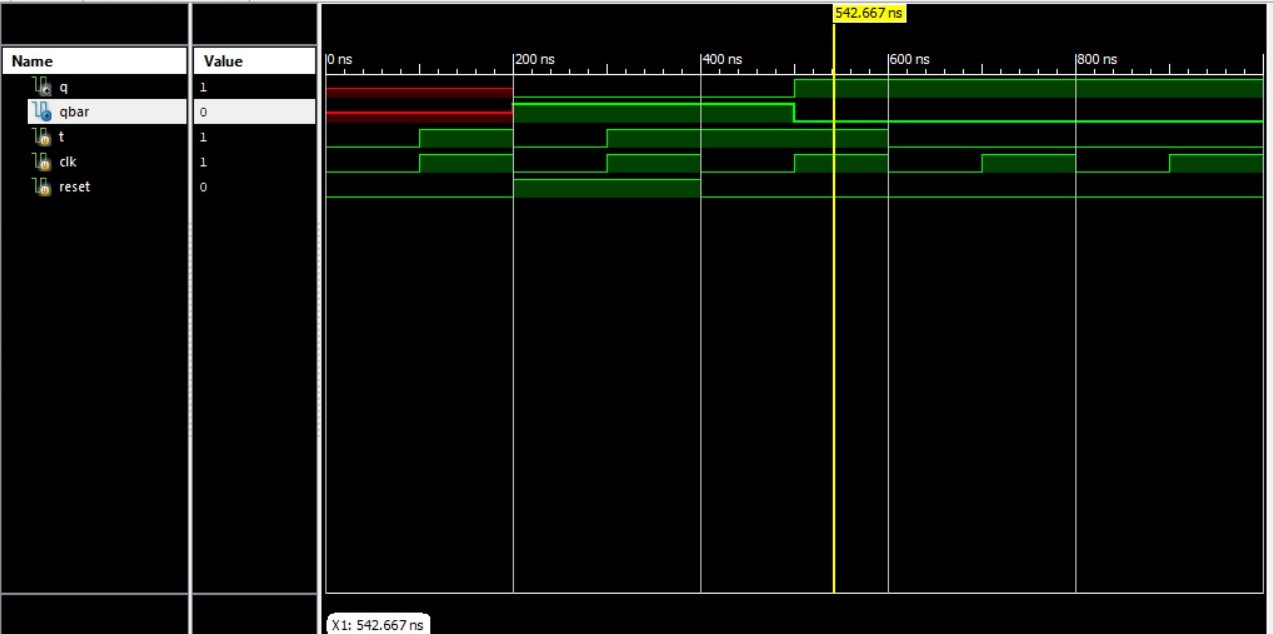 542.667 ns
Name Value
0 ns 200 ns 400 ns 600 ns 800 ns
q 1
qbar 0
t 1
clk 1
reset 0
X1: 542.667 ns